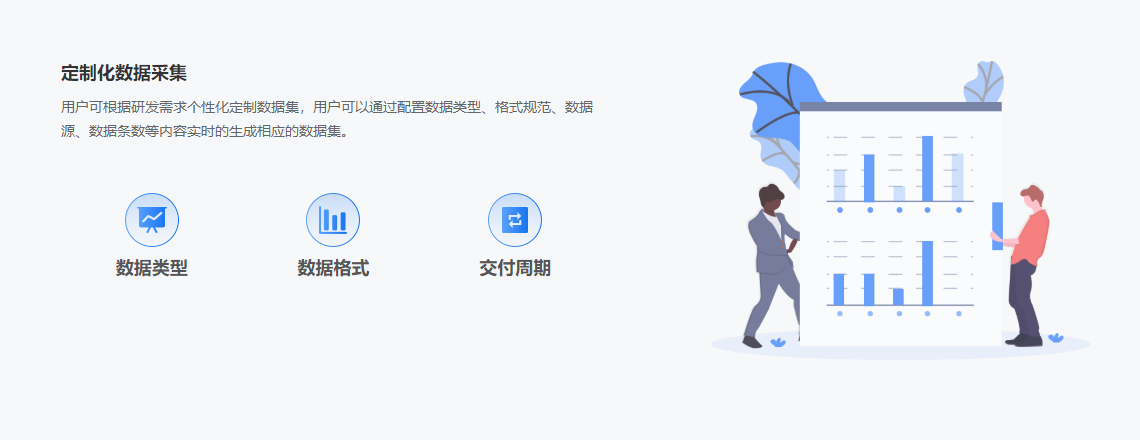 定制化数据采集
用户可根据研发需求个性化定制数据集，用户可以通过配置数据类型、格式规范、数据
源、数据条数等内容实时的生成相应的数据集。
数据类型
数据格式
交付周期